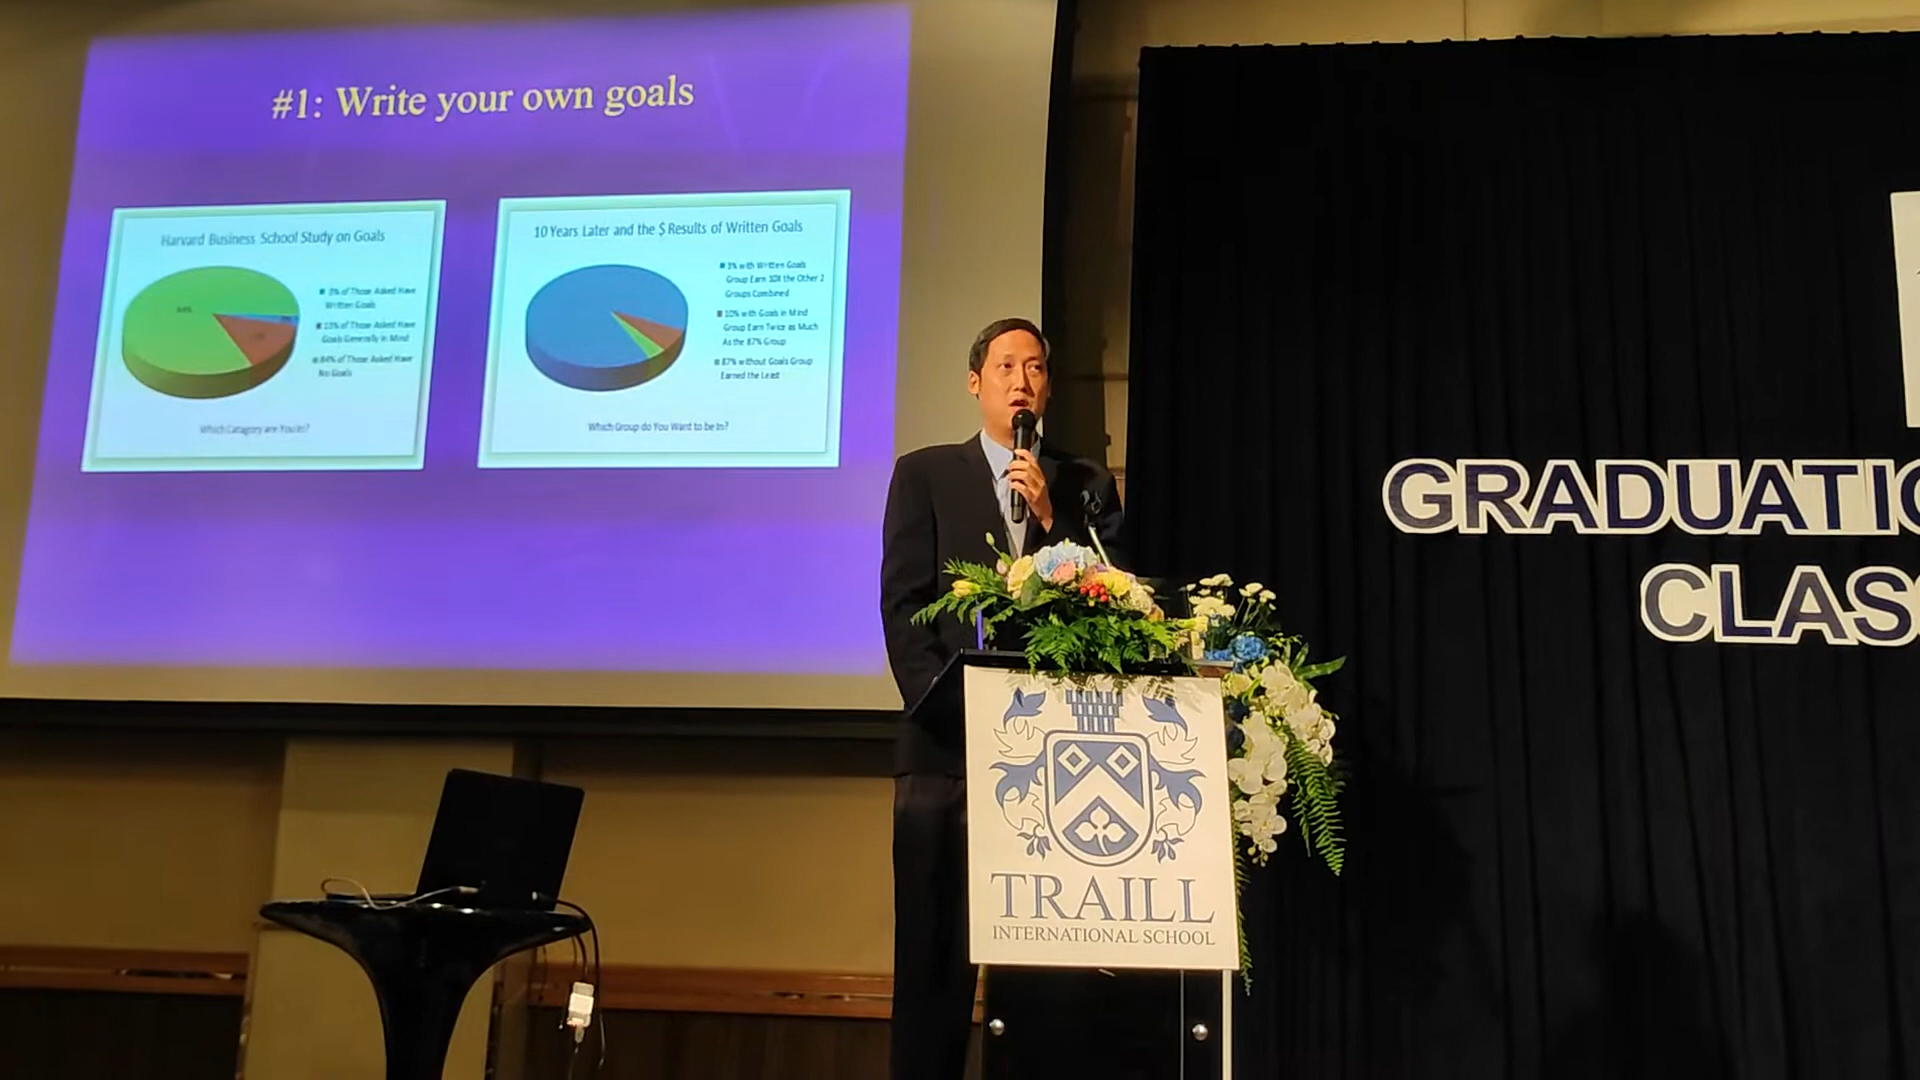 #1: Write your own goals
Harvard Business School Study on Goals
84%
3% of Those Asked Have
Written Goals
13% of Those Asked Have
Goals Generally in Mind
84% of Those Asked Have
No Goals
Which Catagory are You In?
10 Years Later and the $ Results of Written Goals
3% with Written Goals
Group Earn 10X the Other 2
Groups Combined
10% with Goals in Mind
Group Earn Twice as Much
As the 87% Group
87% without Goals Group
Earned the Least
Which Group do You Want to be In?
GRADUATIO
CLASS
TRAILL
INTERNATIONAL SCHOOL